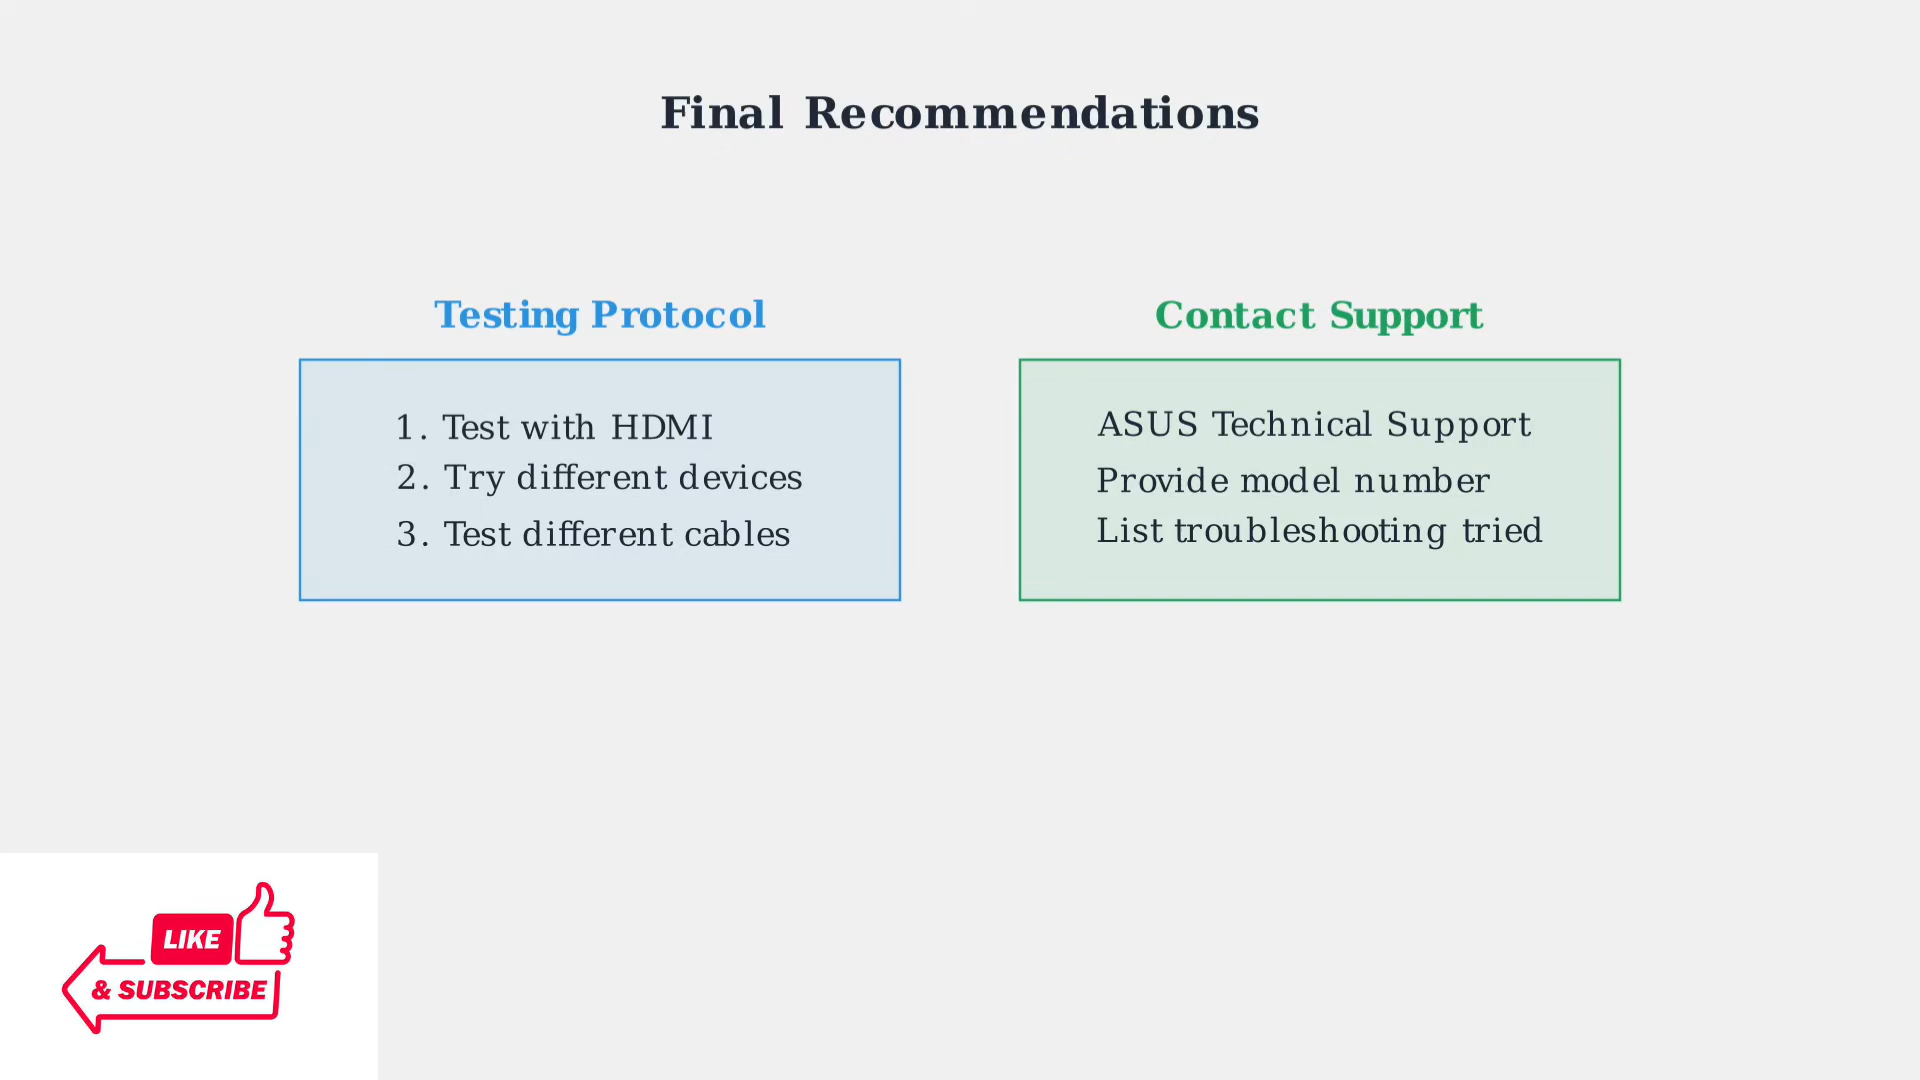 Final Recommendations
Testing Protocol
1. Test with HDMI
2. Try different devices
3. Test different cables
Contact Support
ASUS Technical Support
Provide model number
List troubleshooting tried
LIKE
& SUBSCRIBE